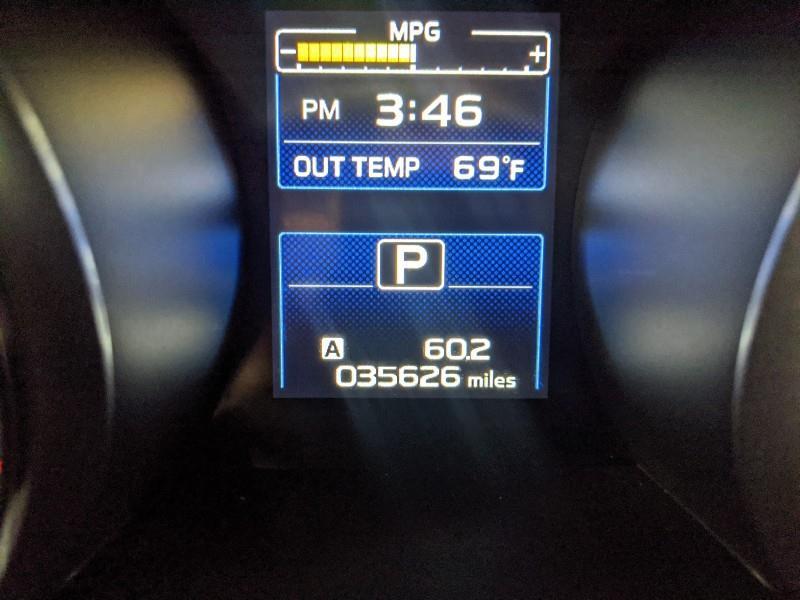 MPG
− +
PM 3:46
OUT TEMP 69°F
P
A 60.2
035626 miles